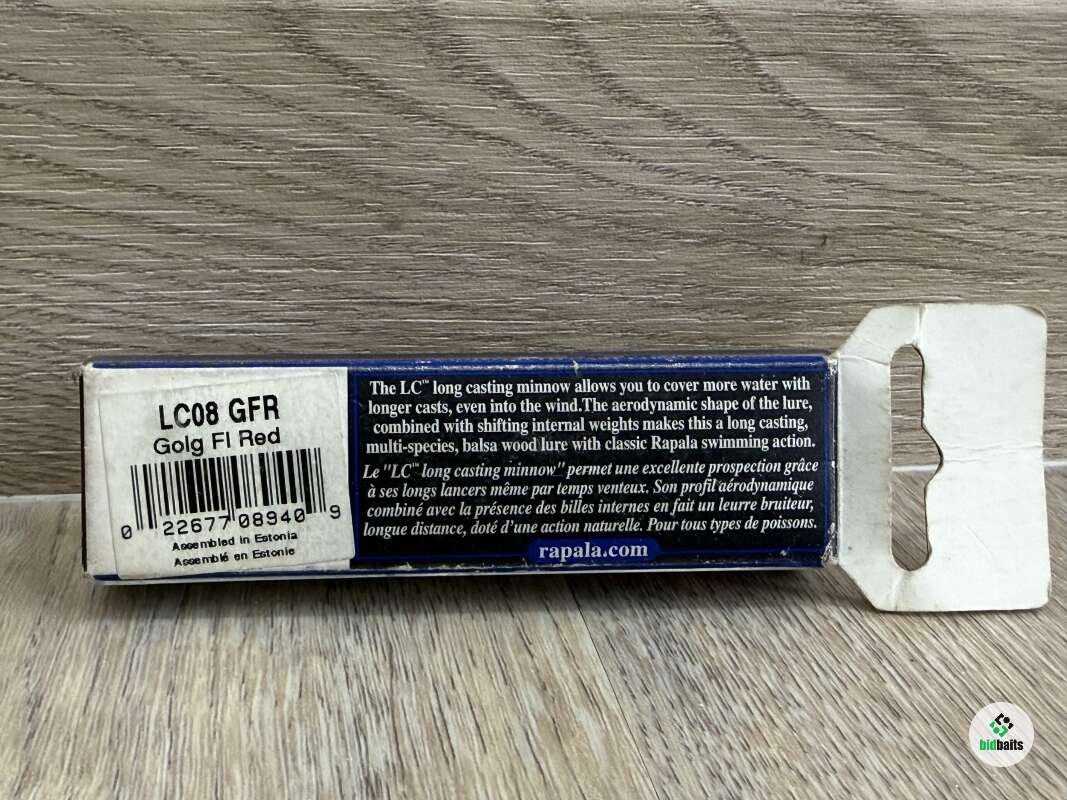 LC08 GFR
Golg Fl Red
0 22677 08940 9
Assembled in Estonia
Assemblé en Estonie
The LC™ long casting minnow allows you to cover more water with
longer casts, even into the wind.The aerodynamic shape of the lure,
combined with shifting internal weights makes this a long casting,
multi-species, balsa wood lure with classic Rapala swimming action.
Le "LC™ long casting minnow" permet une excellente prospection grâce
à ses longs lancers même par temps venteux. Son profil aérodynamique
combiné avec la présence des billes internes en fait un leurre bruiteur,
longue distance, doté d'une action naturelle. Pour tous types de poissons.
rapala.com
bidbaits